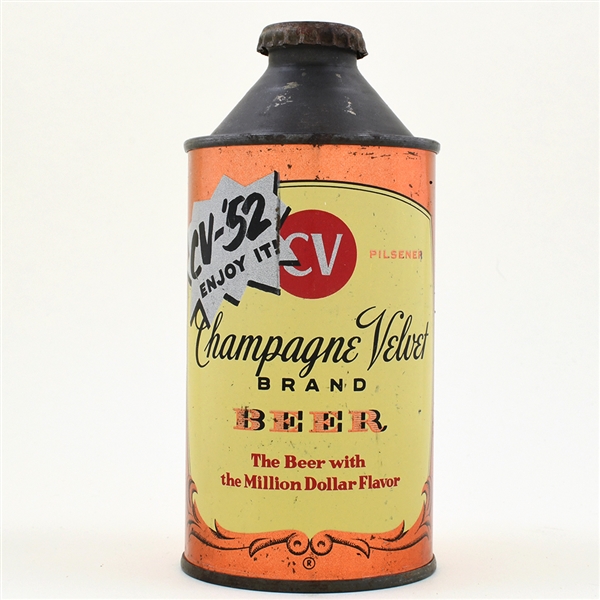 CV-'52
ENJOY IT!
CV
PILSENER
Champagne Velvet
BRAND
BEER
The Beer with
the Million Dollar Flavor
®